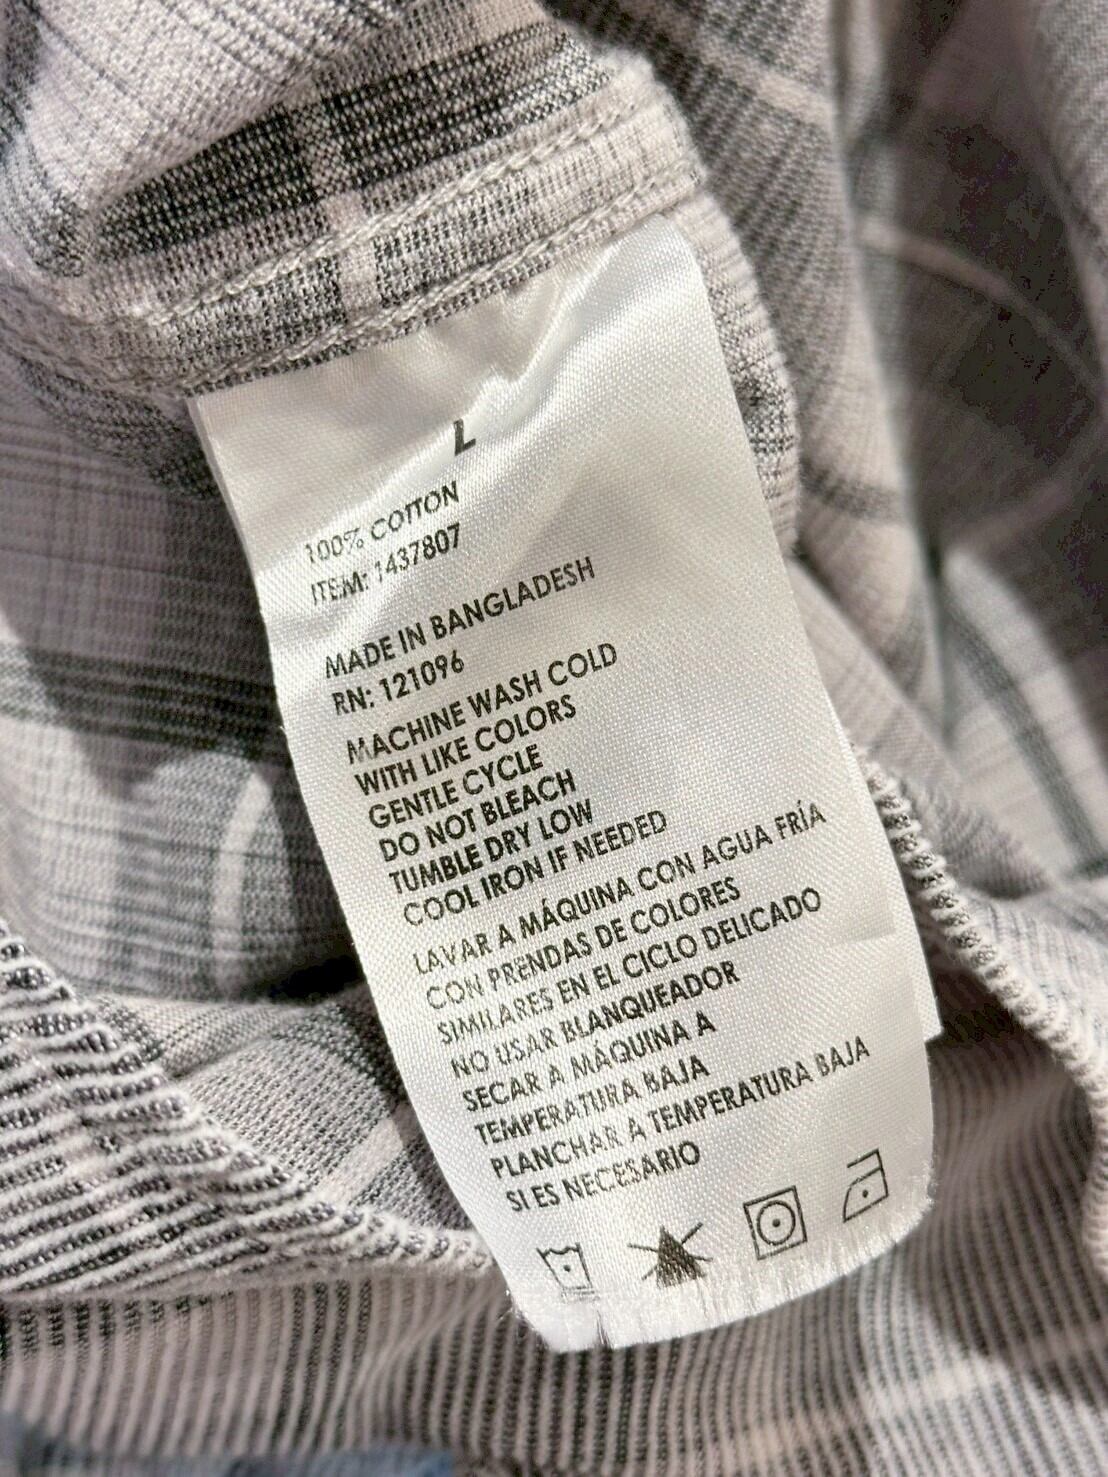 L
100% COTTON
ITEM: 1437807
MADE IN BANGLADESH
RN: 121096
MACHINE WASH COLD
WITH LIKE COLORS
GENTLE CYCLE
DO NOT BLEACH
TUMBLE DRY LOW
COOL IRON IF NEEDED
LAVAR A MÁQUINA CON AGUA FRÍA
CON PRENDAS DE COLORES
SIMILARES EN EL CICLO DELICADO
NO USAR BLANQUEADOR
SECAR A MÁQUINA A
TEMPERATURA BAJA
PLANCHAR A TEMPERATURA BAJA
SI ES NECESARIO